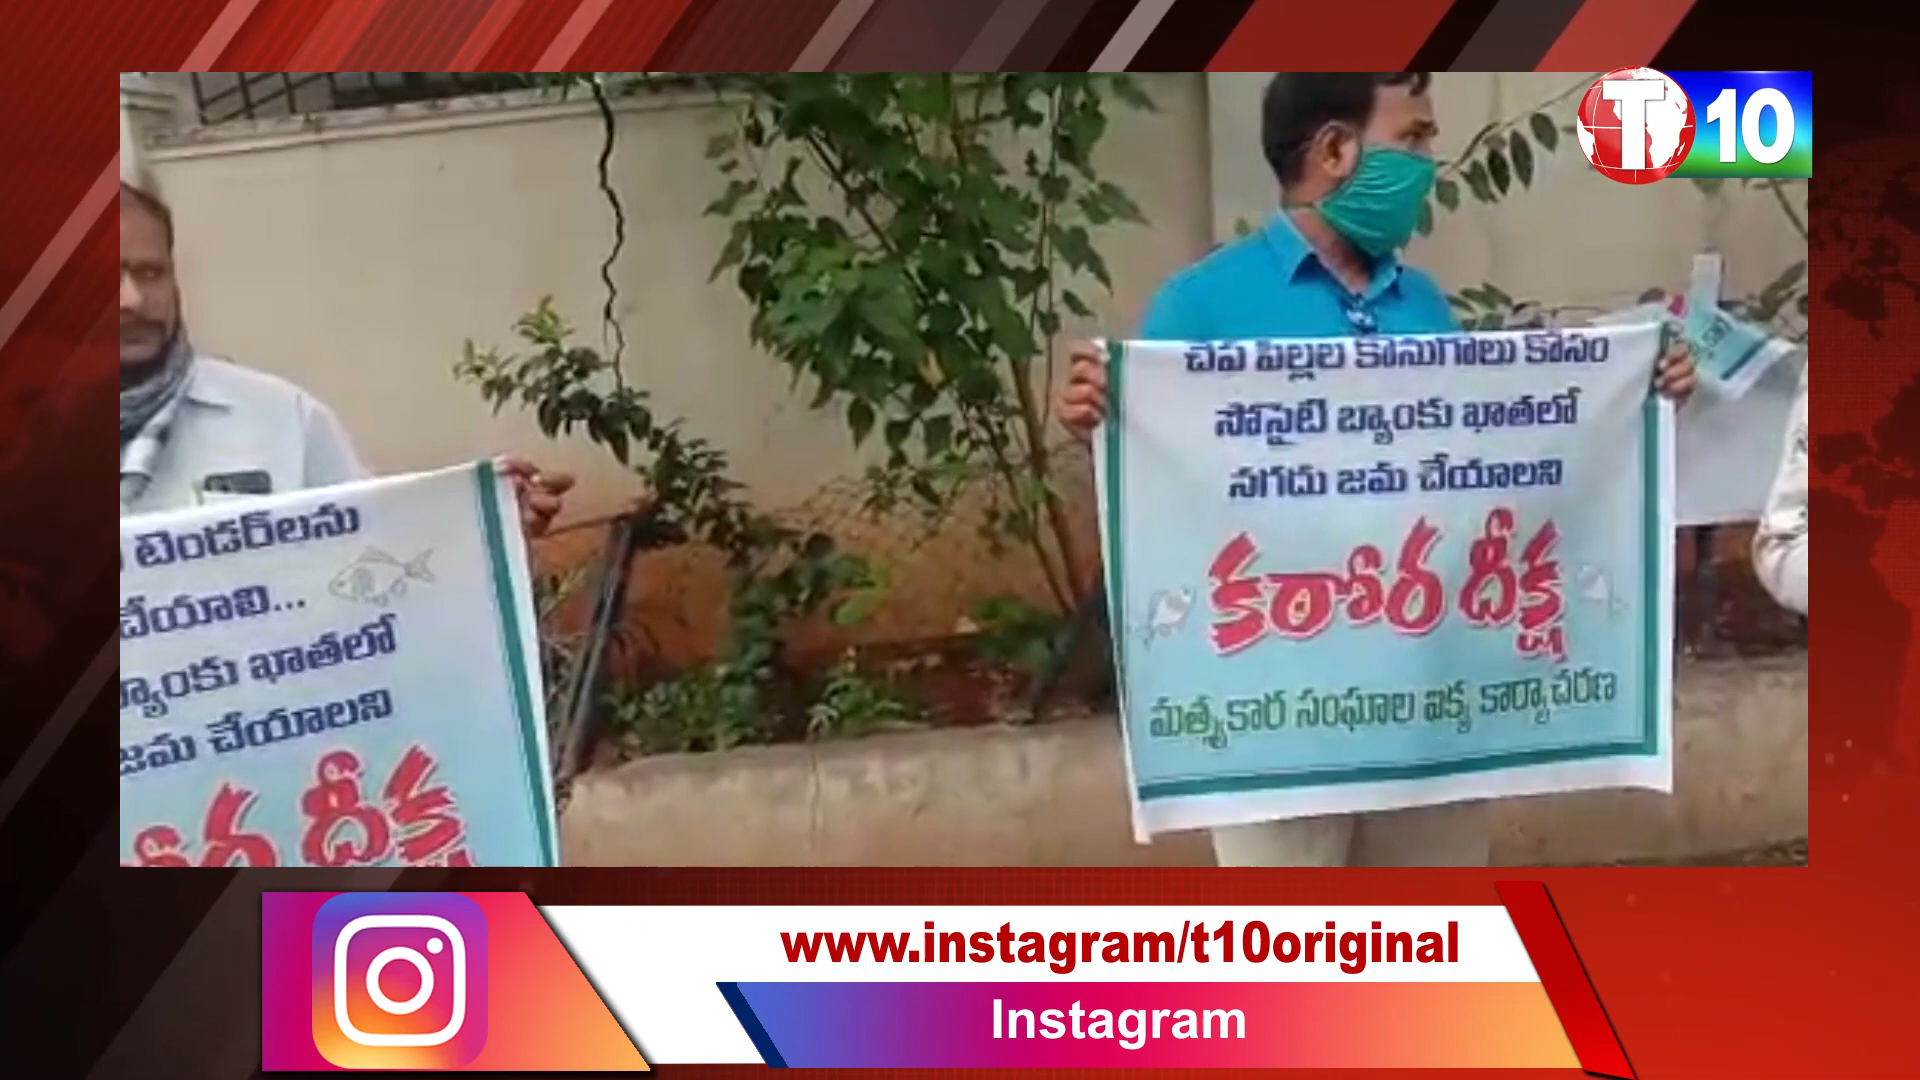 T 10
చేప పిల్లల కొనుగోలు కోసం
సోసైటి బ్యాంకు ఖాతలో
నగదు జమ చేయాలని
కఠోర దీక్ష
మత్స్యకార సంఘాల ఐక్య కార్యాచరణ
టెండర్‌లను
చేయాలి...
బ్యాంకు ఖాతలో
జమ చేయాలని
దీక్ష
www.instagram/t10original
Instagram